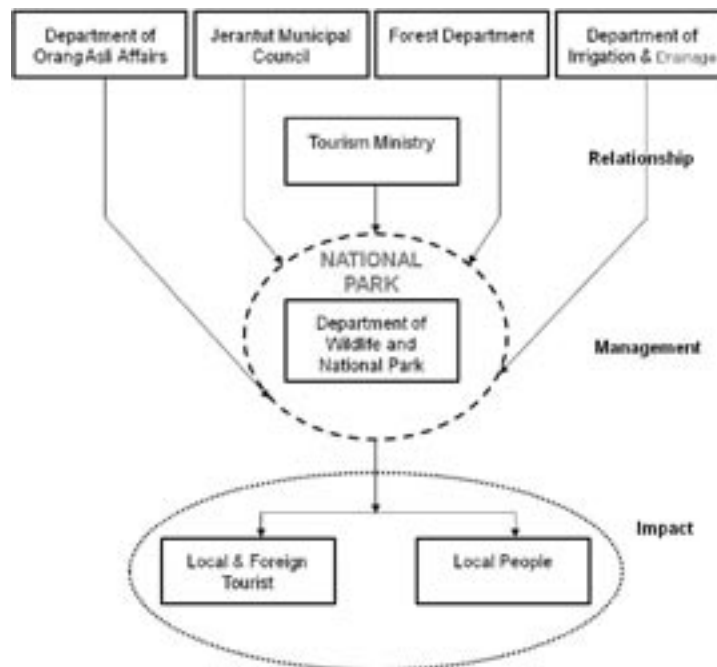 Department of
Orang Asli Affairs
Jerantut Municipal
Council
Forest Department
Department of
Irrigation & Drainage
Tourism Ministry
Relationship
NATIONAL
PARK
Department of
Wildlife and
National Park
Management
Impact
Local & Foreign
Tourist
Local People